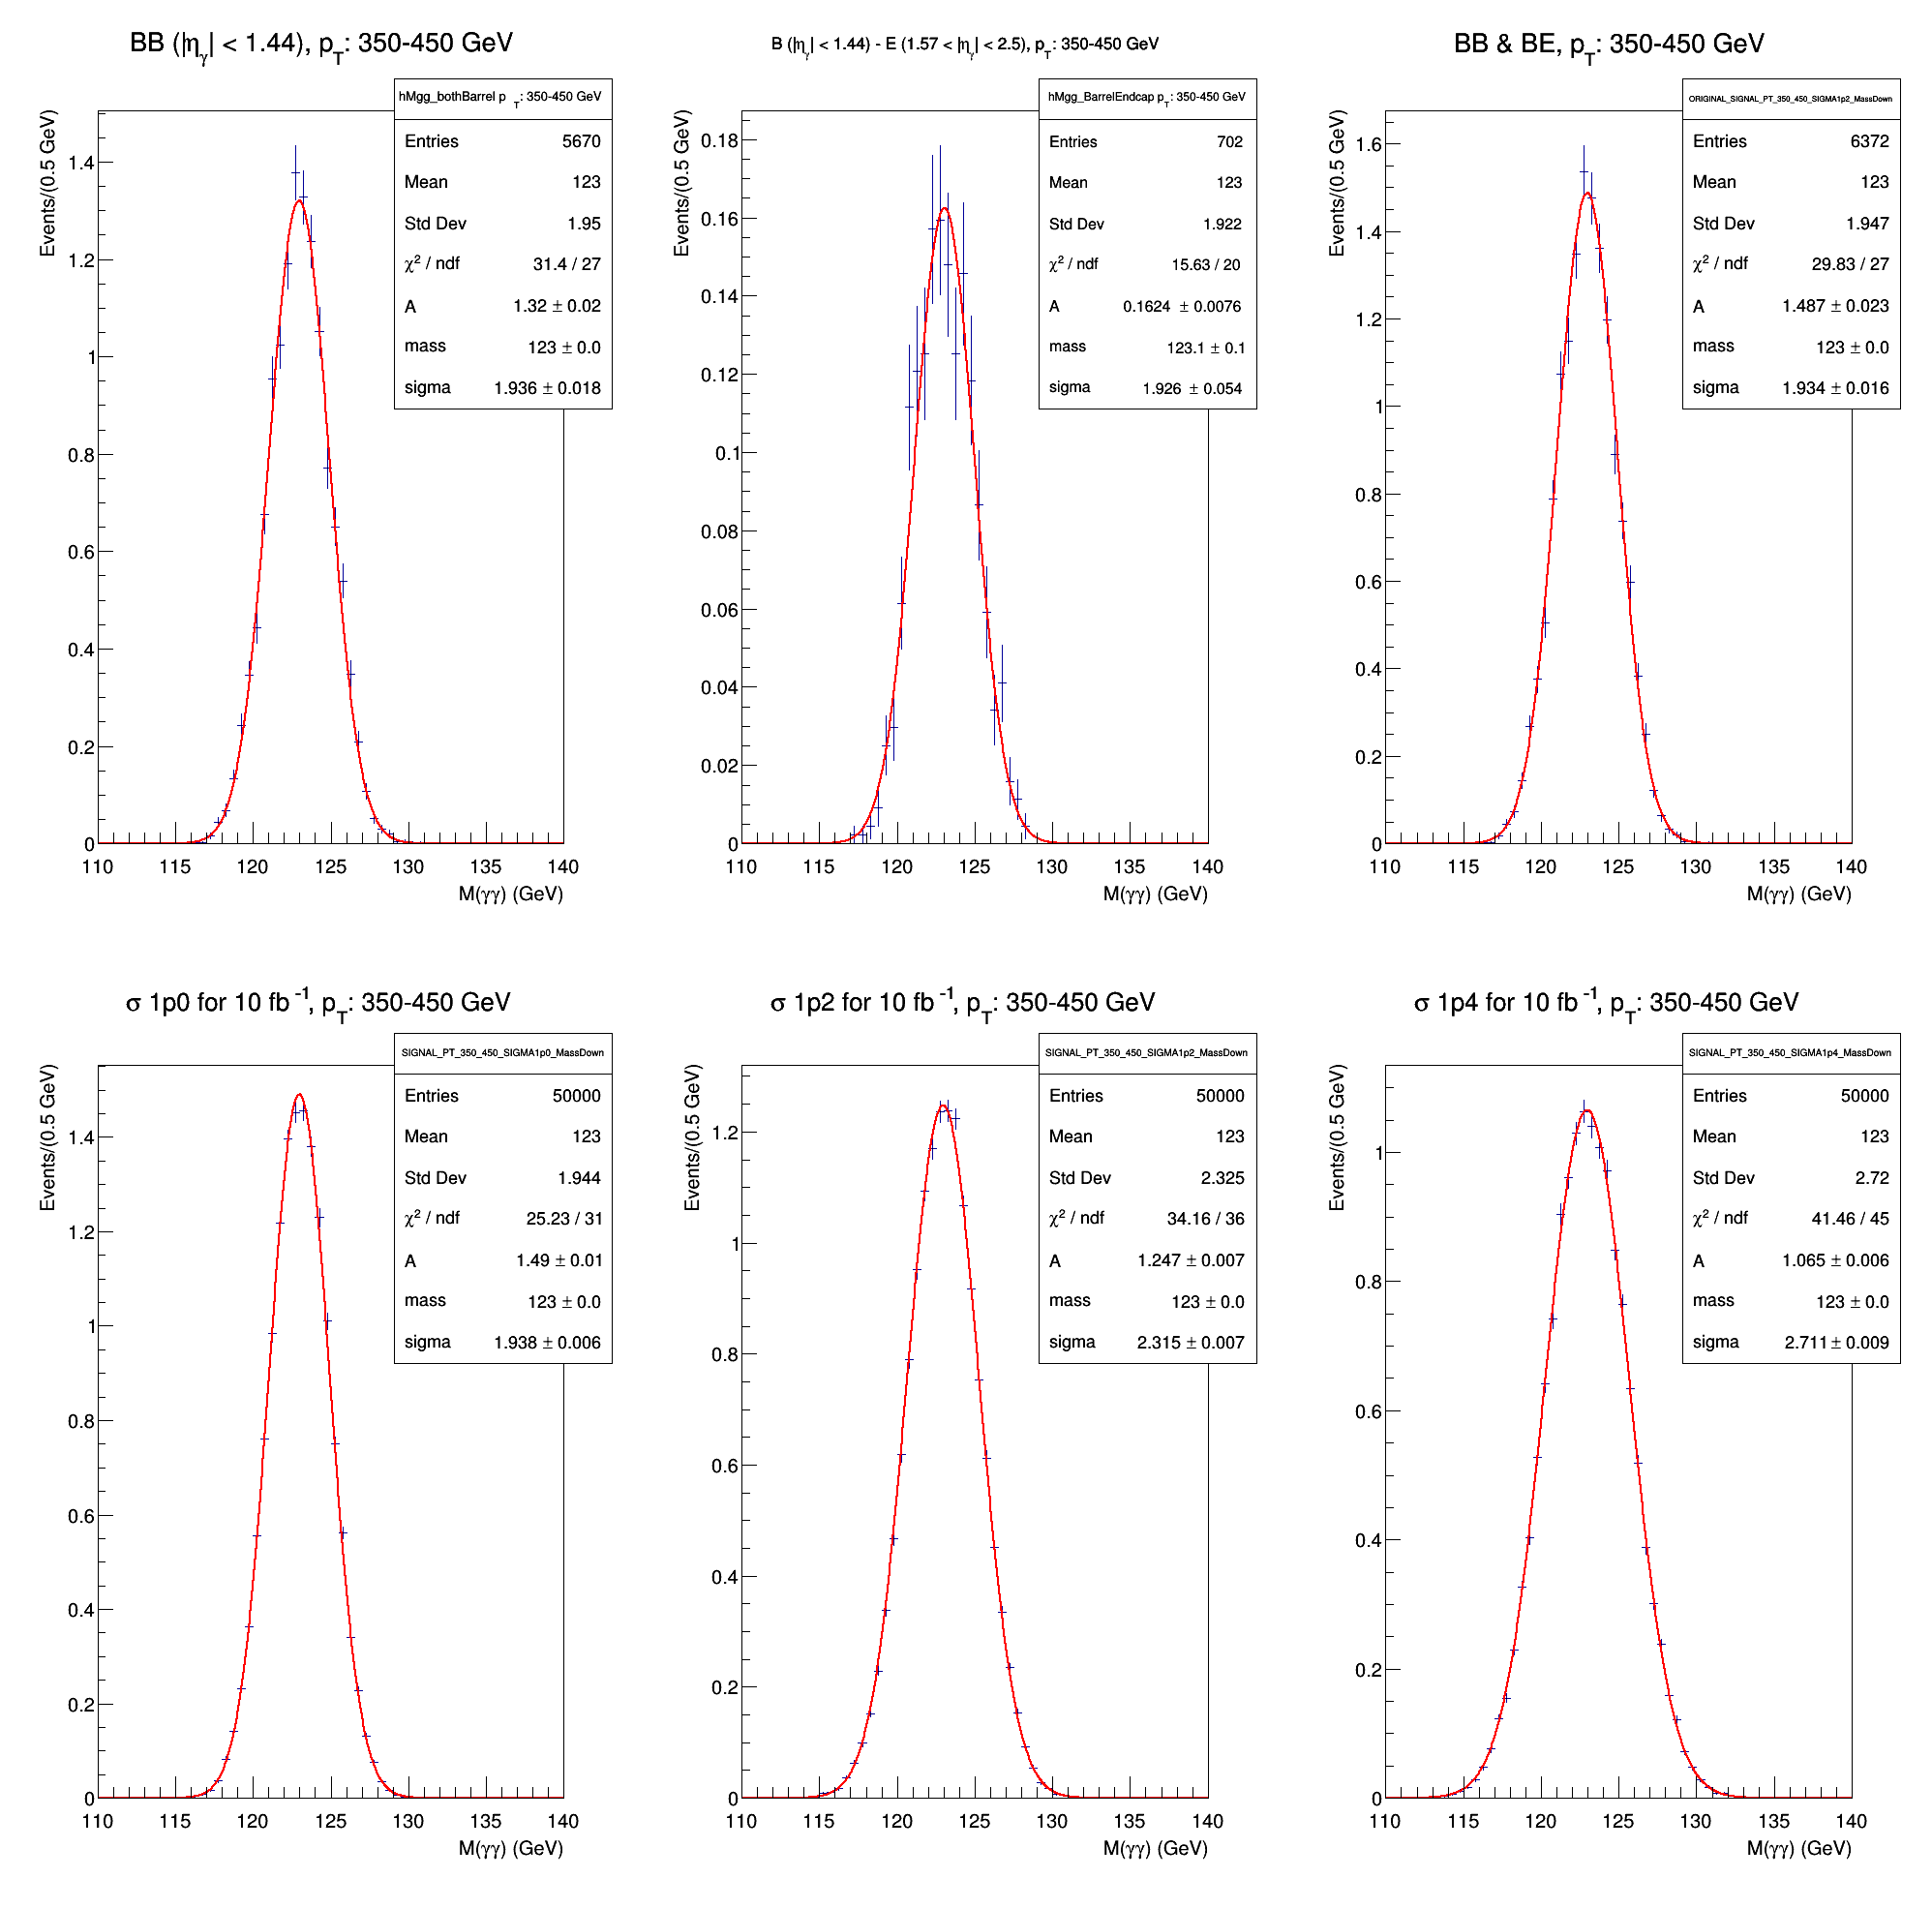 BB (|ηγ| < 1.44), pT: 350-450 GeV
hMgg_bothBarrel p T: 350-450 GeV
Entries 5670
Mean 123
Std Dev 1.95
χ² / ndf 31.4 / 27
A 1.32 ± 0.02
mass 123 ± 0.0
sigma 1.936 ± 0.018
Events/(0.5 GeV)
1.4
1.2
1
0.8
0.6
0.4
0.2
0
110 115 120 125 130 135 140
M(γγ) (GeV)
B (|ηγ| < 1.44) - E (1.57 < |ηγ| < 2.5), pT: 350-450 GeV
hMgg_BarrelEndcap pT: 350-450 GeV
Entries 702
Mean 123
Std Dev 1.922
χ² / ndf 15.63 / 20
A 0.1624 ± 0.0076
mass 123.1 ± 0.1
sigma 1.926 ± 0.054
Events/(0.5 GeV)
0.18
0.16
0.14
0.12
0.1
0.08
0.06
0.04
0.02
0
110 115 120 125 130 135 140
M(γγ) (GeV)
BB & BE, pT: 350-450 GeV
ORIGINAL_SIGNAL_PT_350_450_SIGMA1p2_MassDown
Entries 6372
Mean 123
Std Dev 1.947
χ² / ndf 29.83 / 27
A 1.487 ± 0.023
mass 123 ± 0.0
sigma 1.934 ± 0.016
Events/(0.5 GeV)
1.6
1.4
1.2
1
0.8
0.6
0.4
0.2
0
110 115 120 125 130 135 140
M(γγ) (GeV)
σ 1p0 for 10 fb⁻¹, pT: 350-450 GeV
SIGNAL_PT_350_450_SIGMA1p0_MassDown
Entries 50000
Mean 123
Std Dev 1.944
χ² / ndf 25.23 / 31
A 1.49 ± 0.01
mass 123 ± 0.0
sigma 1.938 ± 0.006
Events/(0.5 GeV)
1.4
1.2
1
0.8
0.6
0.4
0.2
0
110 115 120 125 130 135 140
M(γγ) (GeV)
σ 1p2 for 10 fb⁻¹, pT: 350-450 GeV
SIGNAL_PT_350_450_SIGMA1p2_MassDown
Entries 50000
Mean 123
Std Dev 2.325
χ² / ndf 34.16 / 36
A 1.247 ± 0.007
mass 123 ± 0.0
sigma 2.315 ± 0.007
Events/(0.5 GeV)
1.2
1
0.8
0.6
0.4
0.2
0
110 115 120 125 130 135 140
M(γγ) (GeV)
σ 1p4 for 10 fb⁻¹, pT: 350-450 GeV
SIGNAL_PT_350_450_SIGMA1p4_MassDown
Entries 50000
Mean 123
Std Dev 2.72
χ² / ndf 41.46 / 45
A 1.065 ± 0.006
mass 123 ± 0.0
sigma 2.711 ± 0.009
Events/(0.5 GeV)
1
0.8
0.6
0.4
0.2
0
110 115 120 125 130 135 140
M(γγ) (GeV)